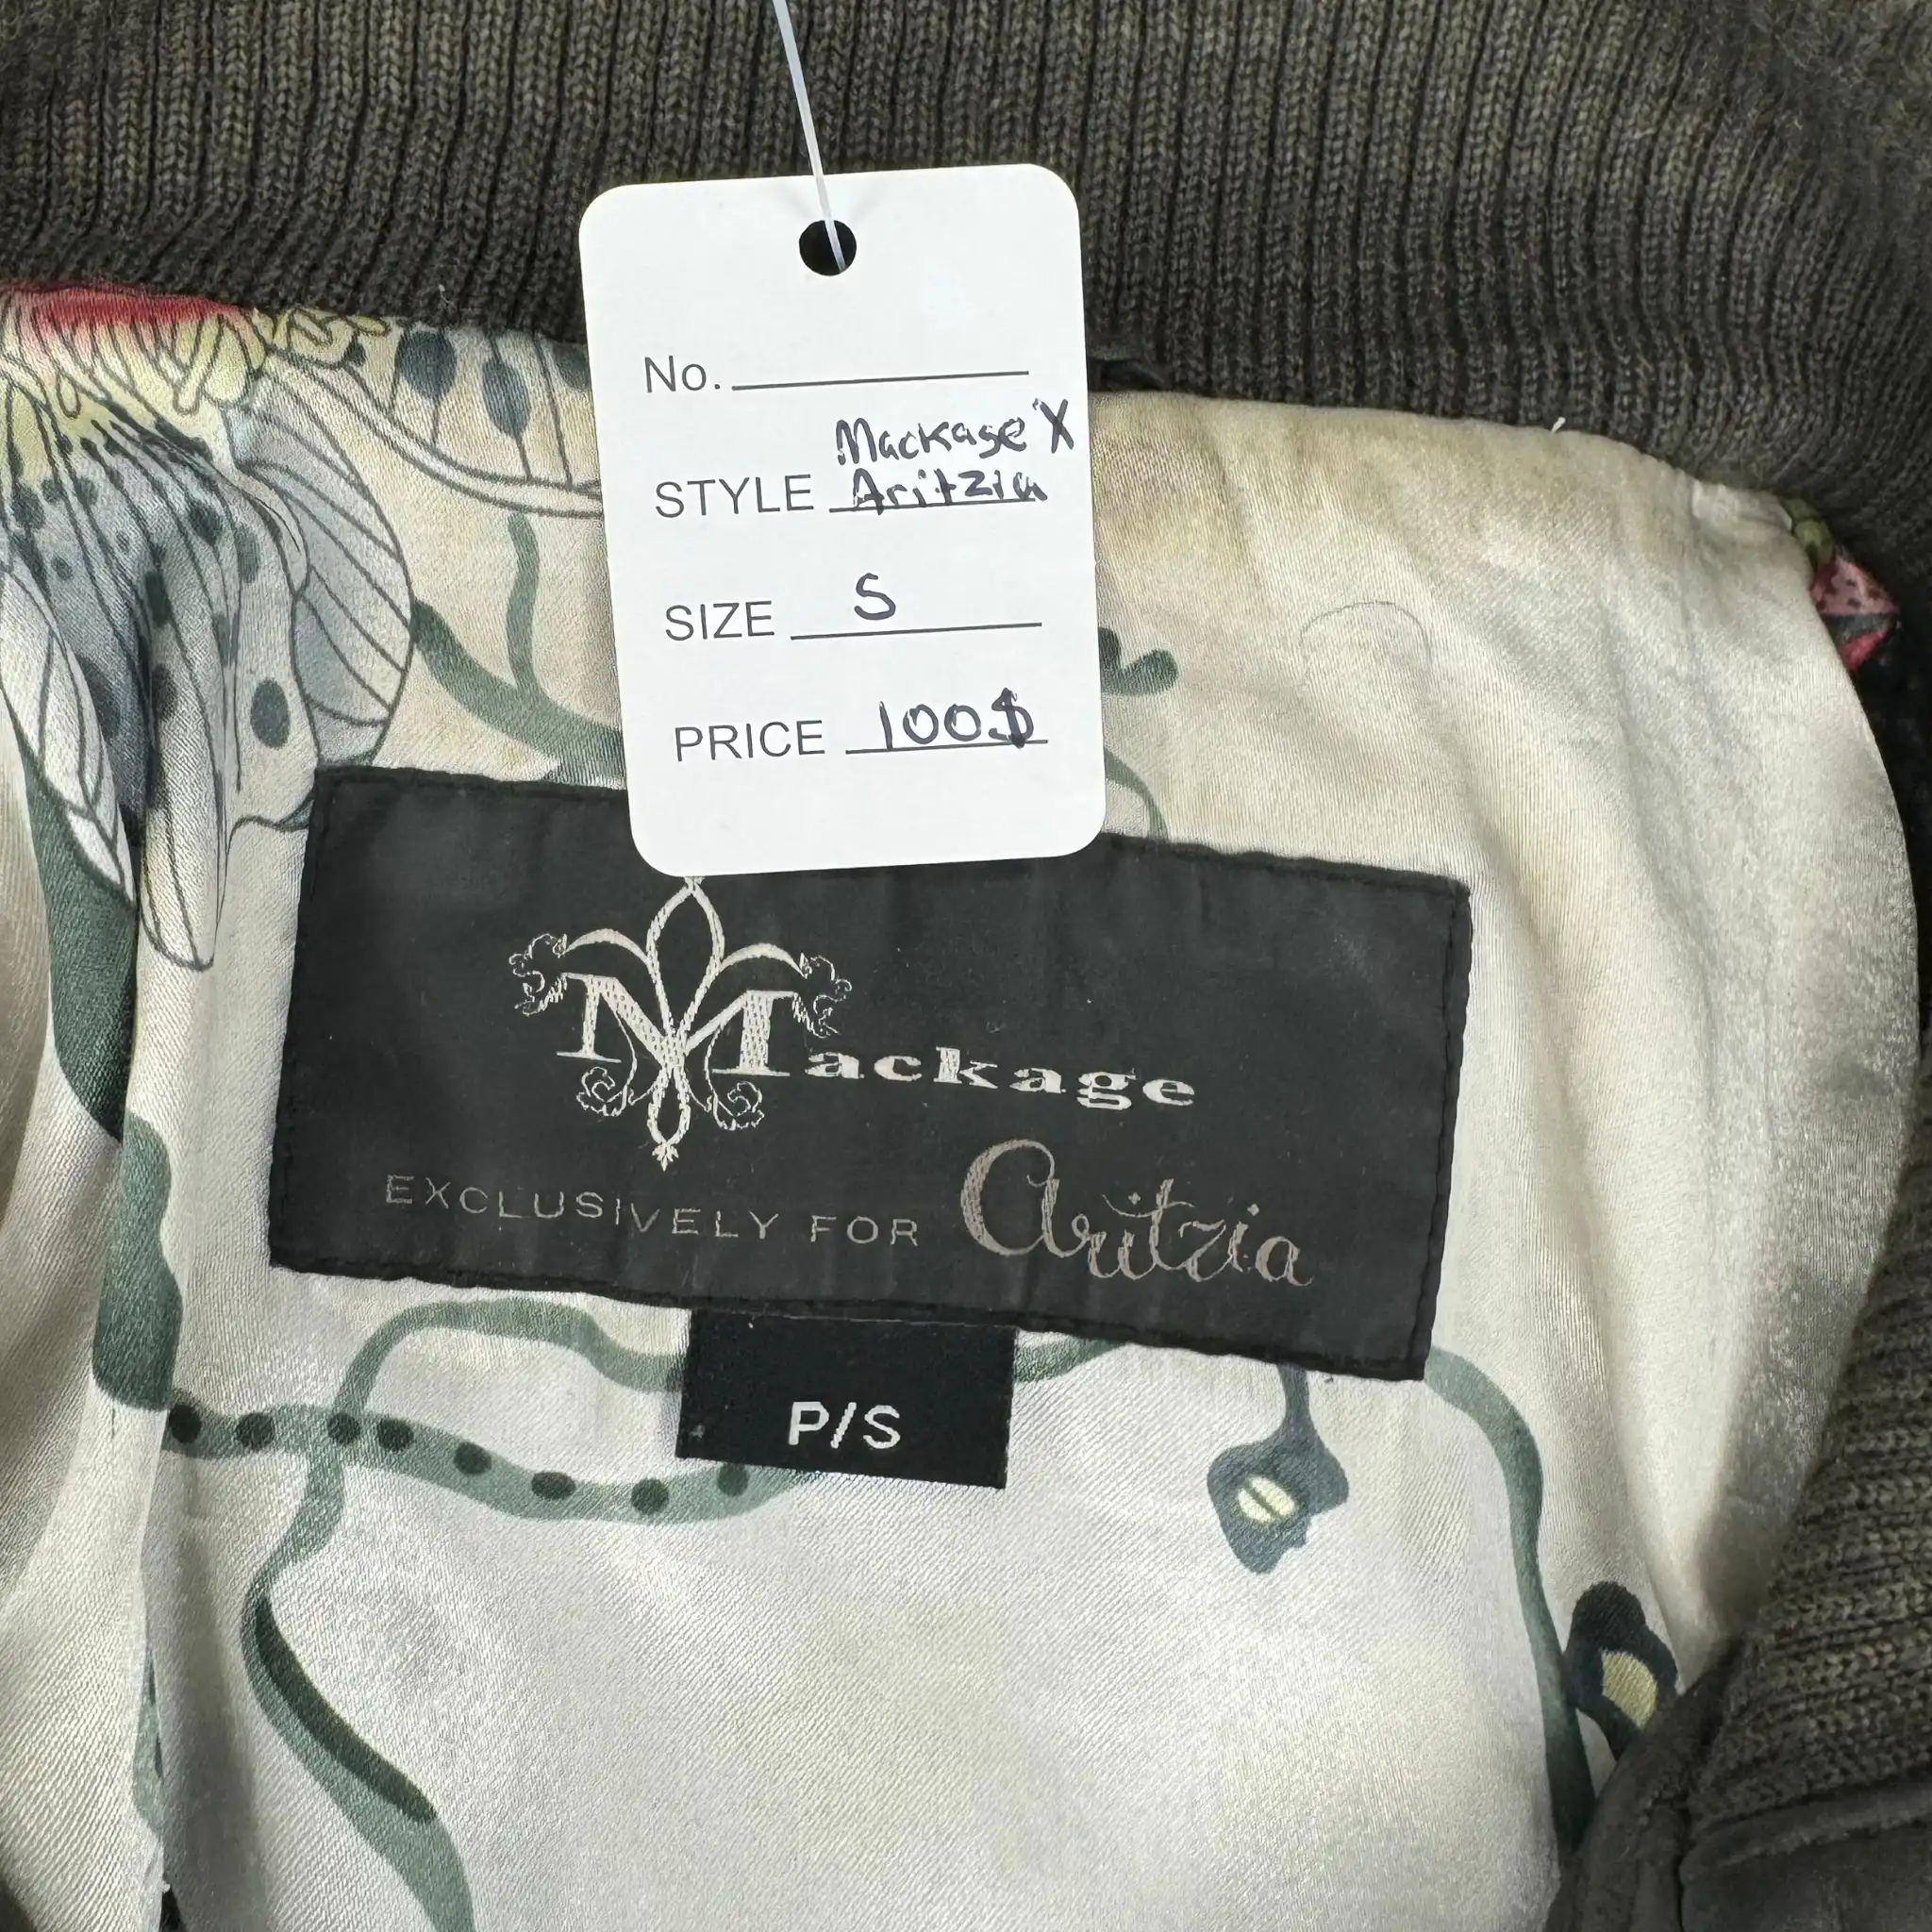 No.
Mackage X
STYLE Aritzia
SIZE S
PRICE 100$
Mackage
EXCLUSIVELY FOR Aritzia
P/S